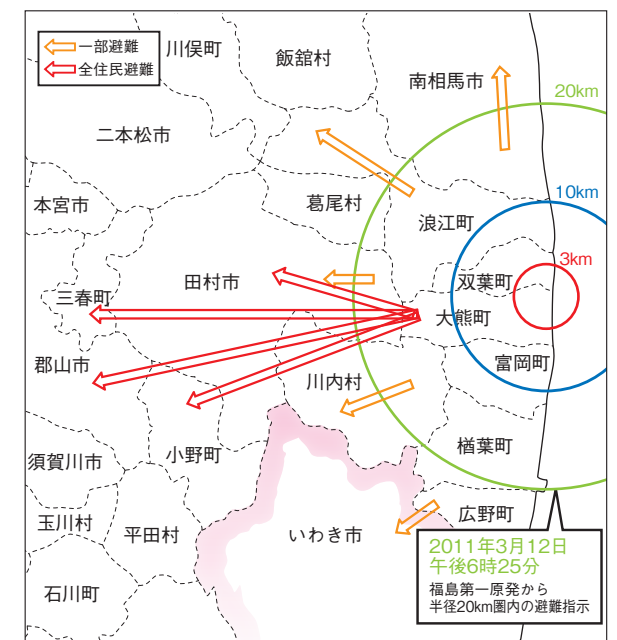 一部避難
全住民避難
川俣町
飯舘村
南相馬市
20km
二本松市
10km
本宮市
葛尾村
浪江町
3km
田村市
双葉町
三春町
大熊町
郡山市
富岡町
川内村
小野町
楢葉町
須賀川市
玉川村
平田村
いわき市
広野町
2011年3月12日
午後6時25分
福島第一原発から
半径20km圏内の避難指示
石川町